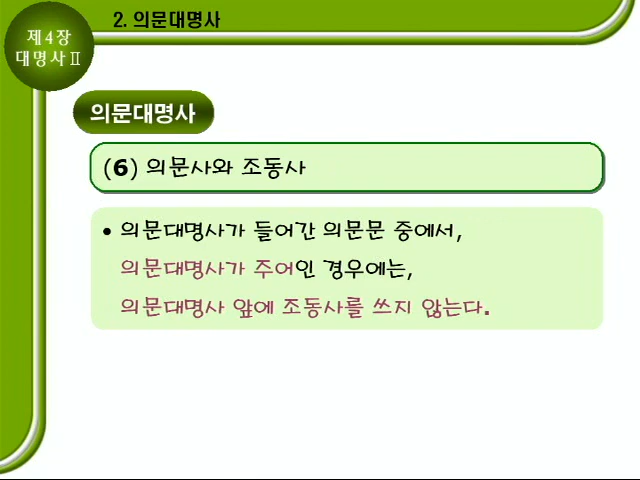 2. 의문대명사
제4장
대명사Ⅱ
의문대명사
(6) 의문사와 조동사
• 의문대명사가 들어간 의문문 중에서,
의문대명사가 주어인 경우에는,
의문대명사 앞에 조동사를 쓰지 않는다.